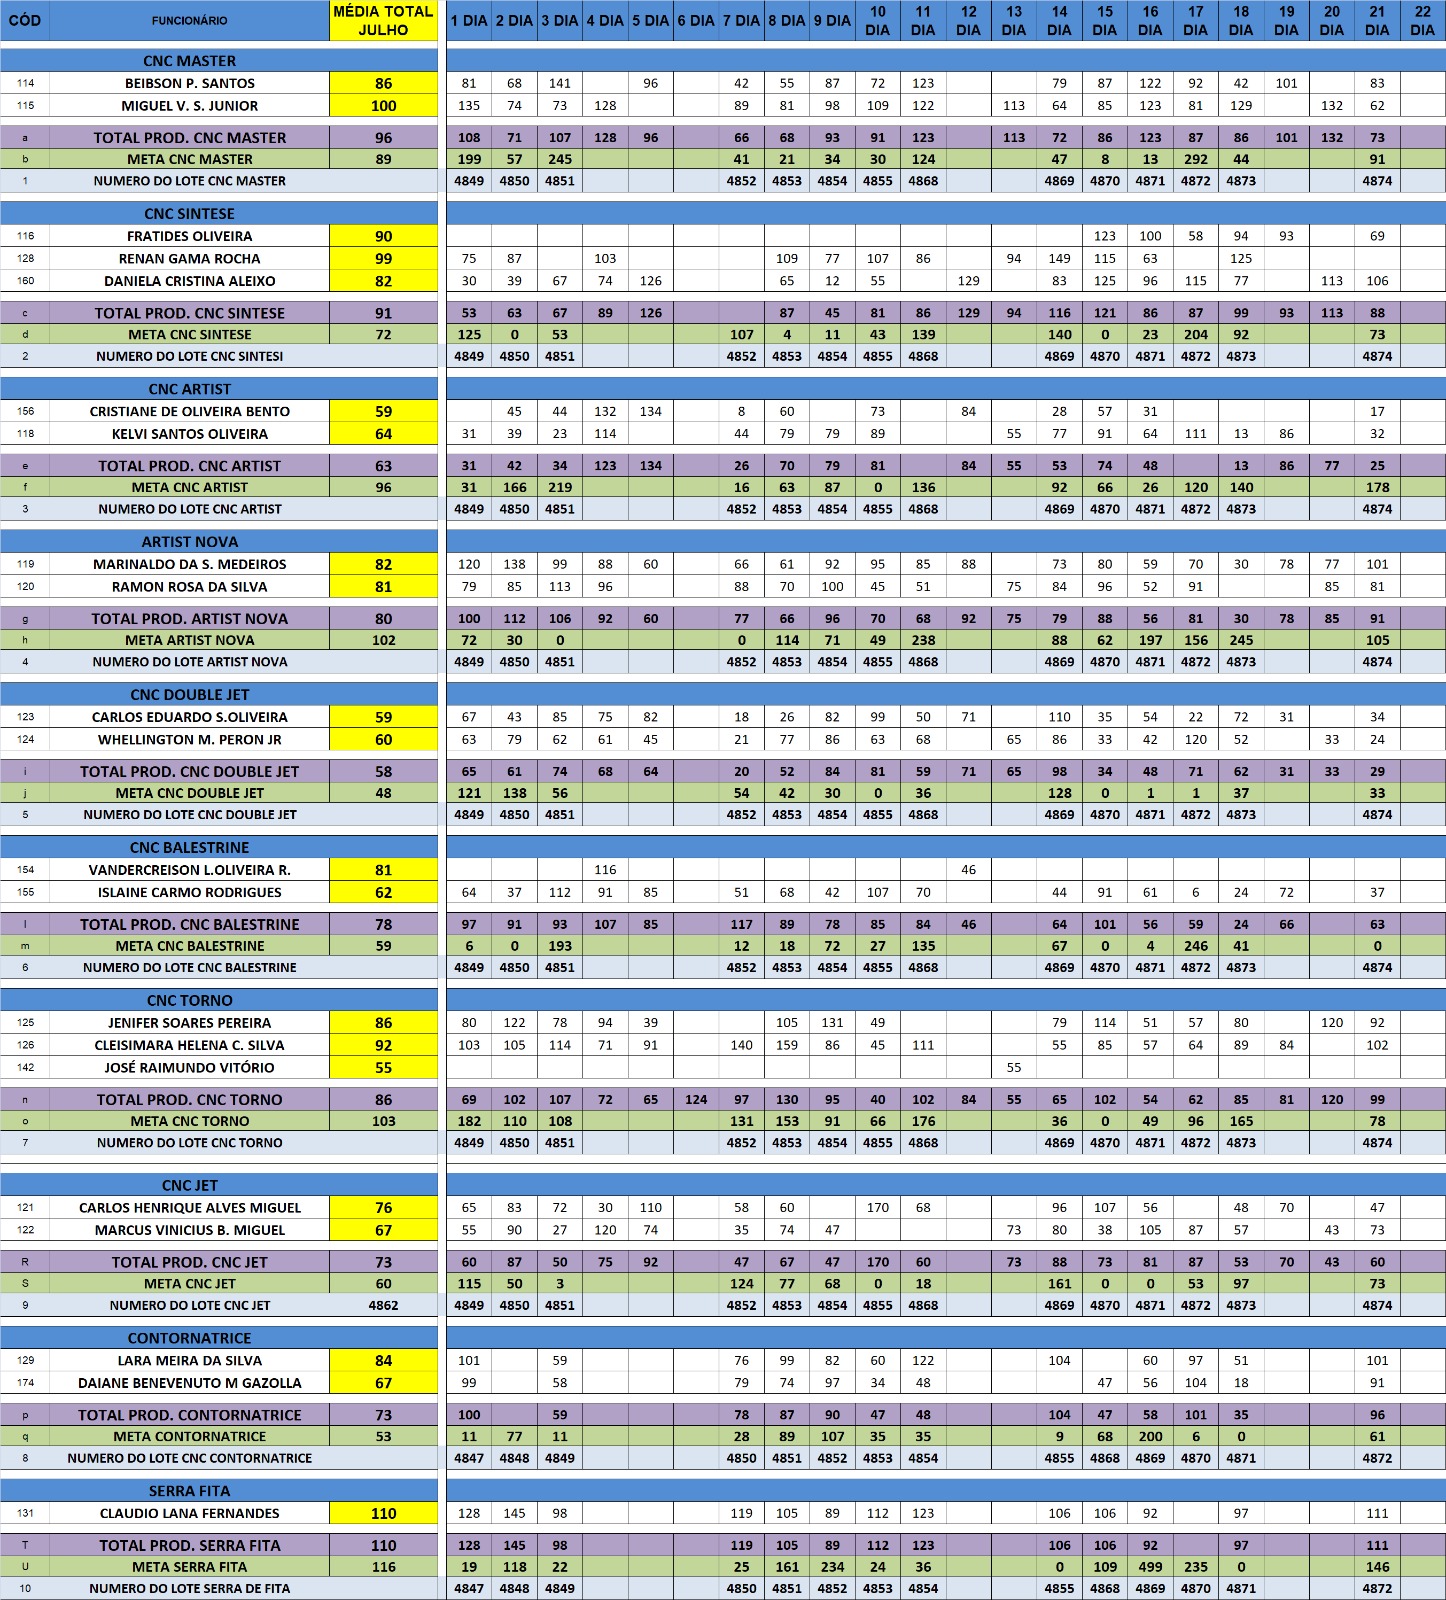 CÓD FUNCIONÁRIO MÉDIA TOTAL JULHO 1 DIA 2 DIA 3 DIA 4 DIA 5 DIA 6 DIA 7 DIA 8 DIA 9 DIA 10 DIA 11 DIA 12 DIA 13 DIA 14 DIA 15 DIA 16 DIA 17 DIA 18 DIA 19 DIA 20 DIA 21 DIA 22 DIA
CNC MASTER
114 BEIBSON P. SANTOS 86 81 68 141 96 42 55 87 72 123 79 87 122 92 42 101 83
115 MIGUEL V. S. JUNIOR 100 135 74 73 128 89 81 98 109 122 113 64 85 123 81 129 132 62
a TOTAL PROD. CNC MASTER 96 108 71 107 128 96 66 68 93 91 123 113 72 86 123 87 86 101 132 73
b META CNC MASTER 89 199 57 245 41 21 34 30 124 47 8 13 292 44 91
1 NUMERO DO LOTE CNC MASTER 4849 4850 4851 4852 4853 4854 4855 4868 4869 4870 4871 4872 4873 4874
CNC SINTESE
116 FRATIDES OLIVEIRA 90 123 100 58 94 93 69
128 RENAN GAMA ROCHA 99 75 87 103 109 77 107 86 94 149 115 63 125
160 DANIELA CRISTINA ALEIXO 82 30 39 67 74 126 65 12 55 129 83 125 96 115 77 113 106
c TOTAL PROD. CNC SINTESE 91 53 63 67 89 126 87 45 81 86 129 94 116 121 86 87 99 93 113 88
d META CNC SINTESE 72 125 0 53 107 4 11 43 139 140 0 23 204 92 73
2 NUMERO DO LOTE CNC SINTESI 4849 4850 4851 4852 4853 4854 4855 4868 4869 4870 4871 4872 4873 4874
CNC ARTIST
156 CRISTIANE DE OLIVEIRA BENTO 59 45 44 132 134 8 60 73 84 28 57 31 17
118 KELVI SANTOS OLIVEIRA 64 31 39 23 114 44 79 79 89 55 77 91 64 111 13 86 32
e TOTAL PROD. CNC ARTIST 63 31 42 34 123 134 26 70 79 81 84 55 53 74 48 13 86 77 25
f META CNC ARTIST 96 31 166 219 16 63 87 0 136 92 66 26 120 140 178
3 NUMERO DO LOTE CNC ARTIST 4849 4850 4851 4852 4853 4854 4855 4868 4869 4870 4871 4872 4873 4874
ARTIST NOVA
119 MARINALDO DA S. MEDEIROS 82 120 138 99 88 60 66 61 92 95 85 88 73 80 59 70 30 78 77 101
120 RAMON ROSA DA SILVA 81 79 85 113 96 88 70 100 45 51 75 84 96 52 91 85 81
g TOTAL PROD. ARTIST NOVA 80 100 112 106 92 60 77 66 96 70 68 92 75 79 88 56 81 30 78 85 91
h META ARTIST NOVA 102 72 30 0 0 114 71 49 238 88 62 197 156 245 105
4 NUMERO DO LOTE ARTIST NOVA 4849 4850 4851 4852 4853 4854 4855 4868 4869 4870 4871 4872 4873 4874
CNC DOUBLE JET
123 CARLOS EDUARDO S.OLIVEIRA 59 67 43 85 75 82 18 26 82 99 50 71 110 35 54 22 72 31 34
124 WHELLINGTON M. PERON JR 60 63 79 62 61 45 21 77 86 63 68 65 86 33 42 120 52 33 24
i TOTAL PROD. CNC DOUBLE JET 58 65 61 74 68 64 20 52 84 81 59 71 65 98 34 48 71 62 31 33 29
j META CNC DOUBLE JET 48 121 138 56 54 42 30 0 36 128 0 1 1 37 33
5 NUMERO DO LOTE CNC DOUBLE JET 4849 4850 4851 4852 4853 4854 4855 4868 4869 4870 4871 4872 4873 4874
CNC BALESTRINE
154 VANDERCREISON L.OLIVEIRA R. 81 116 46
155 ISLAINE CARMO RODRIGUES 62 64 37 112 91 85 51 68 42 107 70 44 91 61 6 24 72 37
l TOTAL PROD. CNC BALESTRINE 78 97 91 93 107 85 117 89 78 85 84 46 64 101 56 59 24 66 63
m META CNC BALESTRINE 59 6 0 193 12 18 72 27 135 67 0 4 246 41 0
6 NUMERO DO LOTE CNC BALESTRINE 4849 4850 4851 4852 4853 4854 4855 4868 4869 4870 4871 4872 4873 4874
CNC TORNO
125 JENIFER SOARES PEREIRA 86 80 122 78 94 39 105 131 49 79 114 51 57 80 120 92
126 CLEISIMARA HELENA C. SILVA 92 103 105 114 71 91 140 159 86 45 111 55 85 57 64 89 84 102
142 JOSÉ RAIMUNDO VITÓRIO 55 55
n TOTAL PROD. CNC TORNO 86 69 102 107 72 65 124 97 130 95 40 102 84 55 65 102 54 62 85 81 120 99
o META CNC TORNO 103 182 110 108 131 153 91 66 176 36 0 49 96 165 78
7 NUMERO DO LOTE CNC TORNO 4849 4850 4851 4852 4853 4854 4855 4868 4869 4870 4871 4872 4873 4874
CNC JET
121 CARLOS HENRIQUE ALVES MIGUEL 76 65 83 72 30 110 58 60 170 68 96 107 56 48 70 47
122 MARCUS VINICIUS B. MIGUEL 67 55 90 27 120 74 35 74 47 73 80 38 105 87 57 43 73
R TOTAL PROD. CNC JET 73 60 87 50 75 92 47 67 47 170 60 73 88 73 81 87 53 70 43 60
S META CNC JET 60 115 50 3 124 77 68 0 18 161 0 0 53 97 73
9 NUMERO DO LOTE CNC JET 4862 4849 4850 4851 4852 4853 4854 4855 4868 4869 4870 4871 4872 4873 4874
CONTORNATRICE
129 LARA MEIRA DA SILVA 84 101 59 76 99 82 60 122 104 60 97 51 101
174 DAIANE BENEVENUTO M GAZOLLA 67 99 58 79 74 97 34 48 47 56 104 18 91
p TOTAL PROD. CONTORNATRICE 73 100 59 78 87 90 47 48 104 47 58 101 35 96
q META CONTORNATRICE 53 11 77 11 28 89 107 35 35 9 68 200 6 0 61
8 NUMERO DO LOTE CNC CONTORNATRICE 4847 4848 4849 4850 4851 4852 4853 4854 4855 4868 4869 4870 4871 4872
SERRA FITA
131 CLAUDIO LANA FERNANDES 110 128 145 98 119 105 89 112 123 106 106 92 97 111
T TOTAL PROD. SERRA FITA 110 128 145 98 119 105 89 112 123 106 106 92 97 111
U META SERRA FITA 116 19 118 22 25 161 234 24 36 0 109 499 235 0 146
10 NUMERO DO LOTE SERRA DE FITA 4847 4848 4849 4850 4851 4852 4853 4854 4855 4868 4869 4870 4871 4872